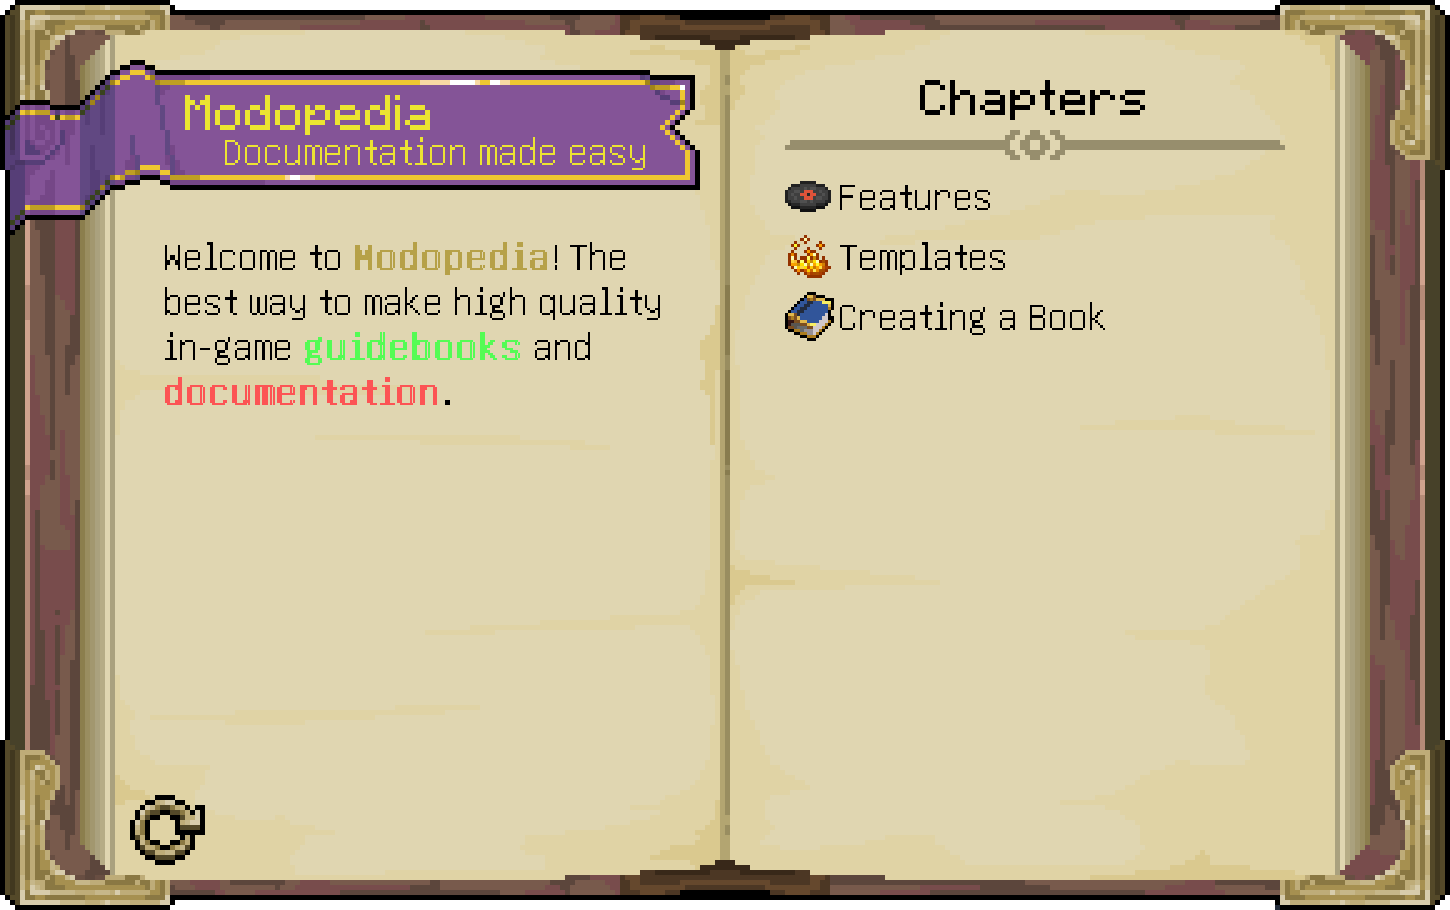 Modopedia
Documentation made easy
Welcome to Modopedia! The
best way to make high quality
in-game guidebooks and
documentation.
Chapters
Features
Templates
Creating a Book